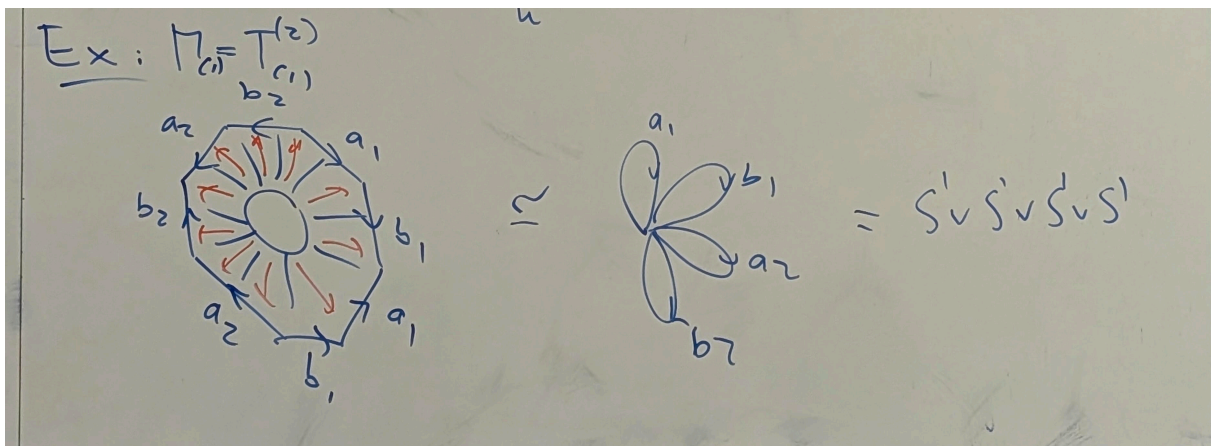 Ex: M_(1) = T^(2)_(1)
b2
a2 a1
b2 b1
a2 a1
b1
≃
a1
b1
a2
b2
= S¹ ∨ S¹ ∨ S¹ ∨ S¹